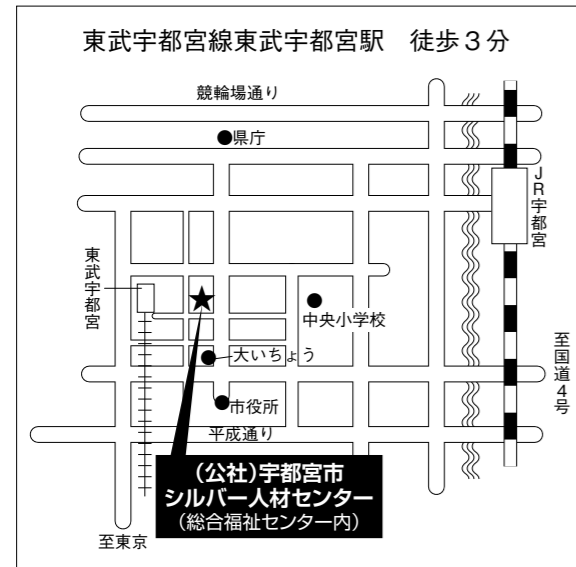 東武宇都宮線東武宇都宮駅　徒歩３分
競輪場通り
県庁
JR宇都宮
東武宇都宮
中央小学校
大いちょう
至国道4号
市役所
平成通り
(公社)宇都宮市
シルバー人材センター
(総合福祉センター内)
至東京